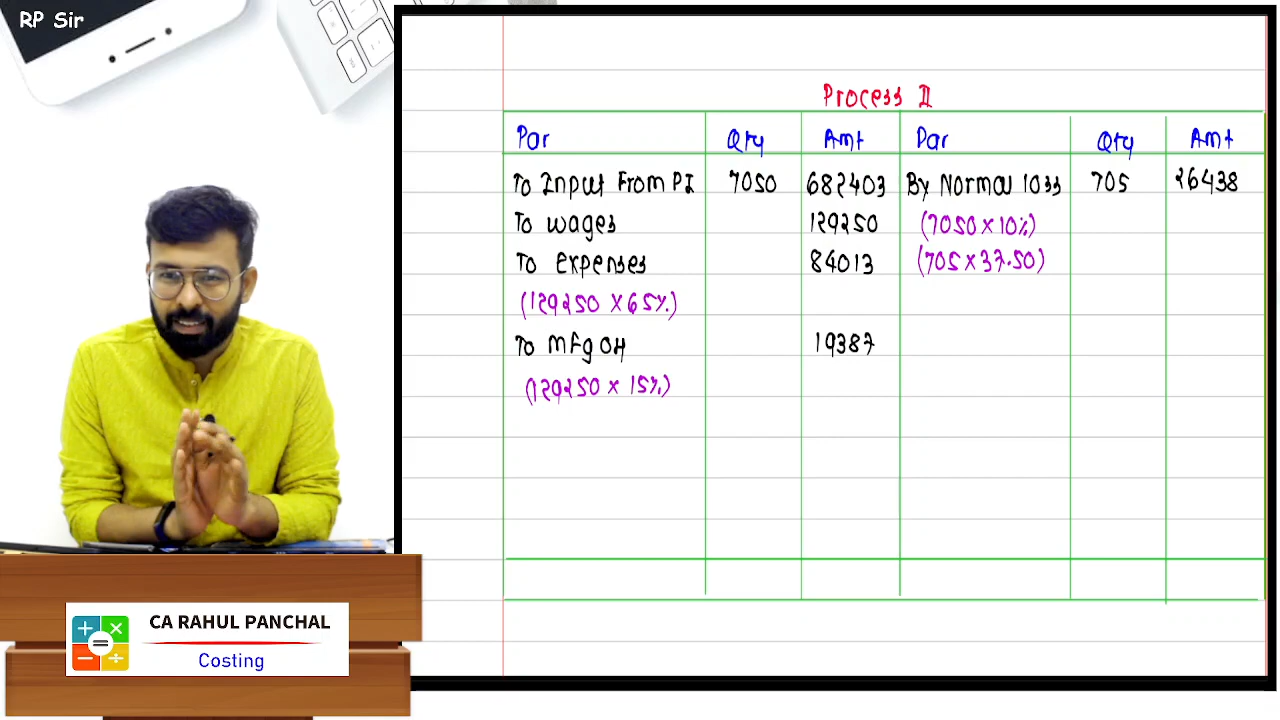 RP Sir
Process II
Par Qty Amt Par Qty Amt
To Input From PI 7050 682403 By Normal loss 705 26438
To wages 129250 (7050 × 10%)
To Expenses 84013 (705 × 37.50)
(129250 × 65%)
To MFg OH 19387
(129250 × 15%)
CA RAHUL PANCHAL
Costing